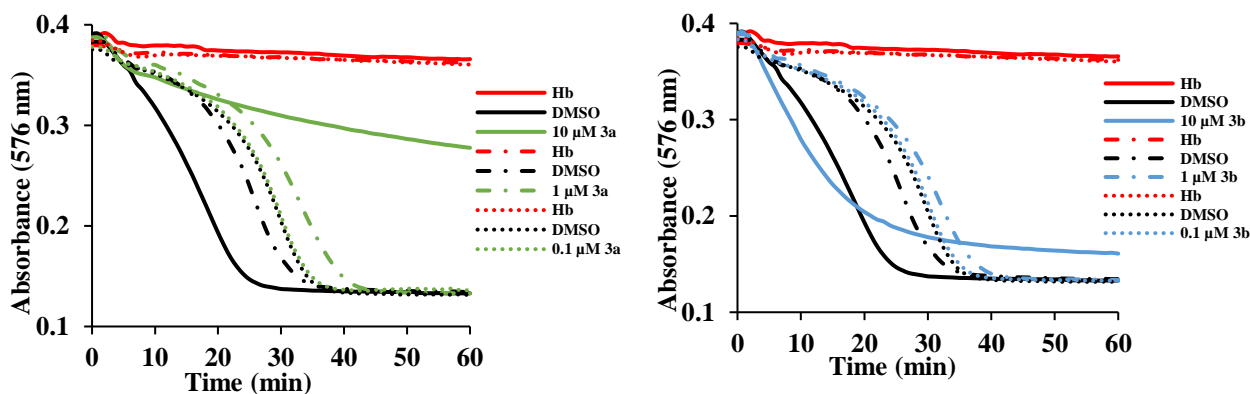 Absorbance (576 nm)
0.4
0.3
0.2
0.1
0 10 20 30 40 50 60
Time (min)
Hb
DMSO
10 µM 3a
Hb
DMSO
1 µM 3a
Hb
DMSO
0.1 µM 3a
Absorbance (576 nm)
0.4
0.3
0.2
0.1
0 10 20 30 40 50 60
Time (min)
Hb
DMSO
10 µM 3b
Hb
DMSO
1 µM 3b
Hb
DMSO
0.1 µM 3b